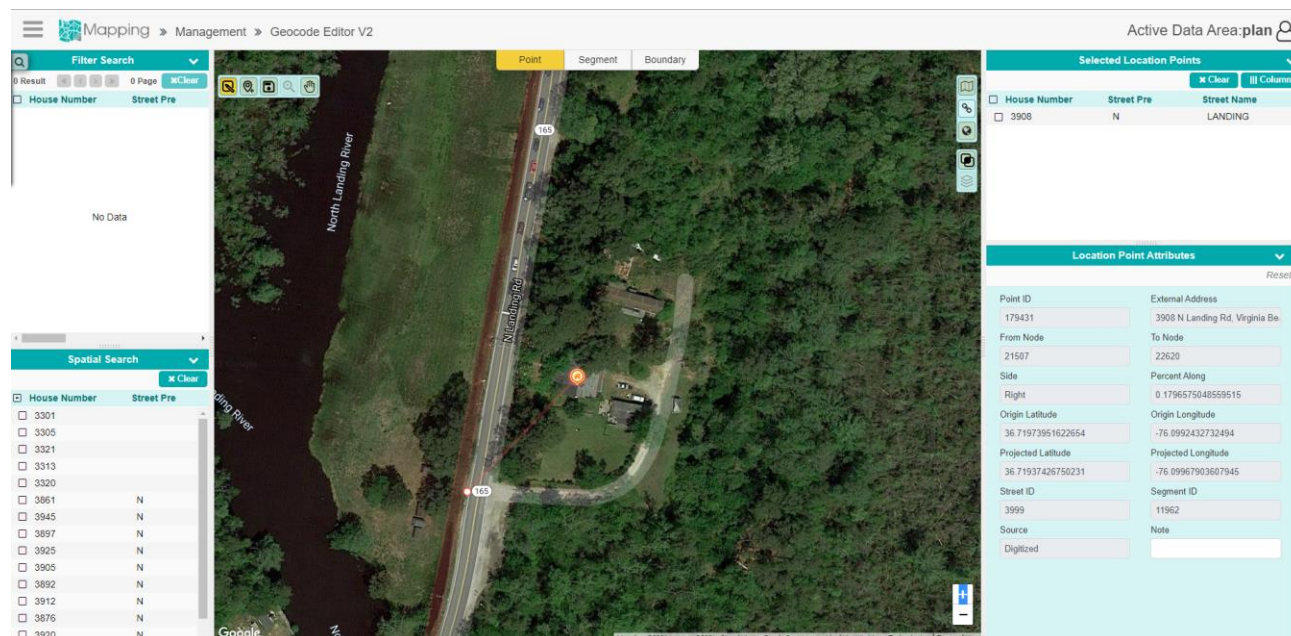 Mapping » Management » Geocode Editor V2
Active Data Area:plan
Filter Search
0 Result 0 Page ✖Clear
House Number Street Pre
No Data
Spatial Search
✖ Clear
House Number Street Pre
3301
3305
3321
3313
3320
3861 N
3945 N
3897 N
3925 N
3905 N
3892 N
3912 N
3876 N
3920 N
Point Segment Boundary
165
North Landing River
N Landing Rd
anding River
165
Google
+
−
Selected Location Points
✖ Clear Column
House Number Street Pre Street Name
3908 N LANDING
Location Point Attributes
Reset
Point ID External Address
179431 3908 N Landing Rd, Virginia Be
From Node To Node
21507 22620
Side Percent Along
Right 0.1796575048559515
Origin Latitude Origin Longitude
36.71973951622654 -76.0992432732494
Projected Latitude Projected Longitude
36.71937426750231 -76.09967903607945
Street ID Segment ID
3999 11962
Source Note
Digitized